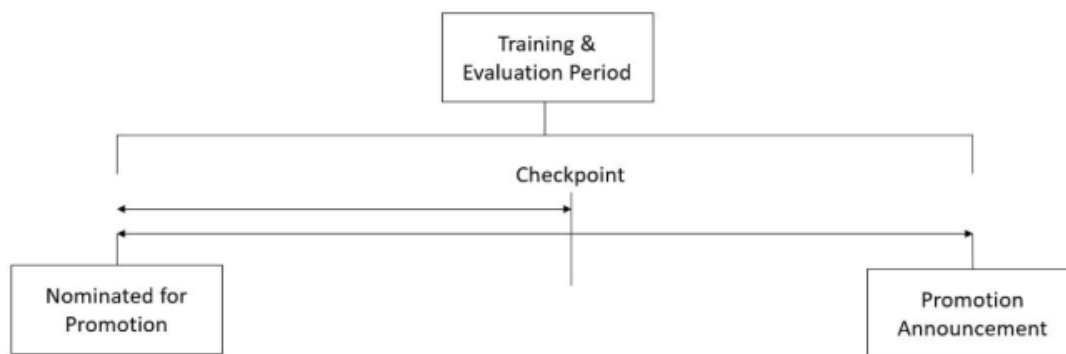 Training &
Evaluation Period
Checkpoint
Nominated for
Promotion
Promotion
Announcement